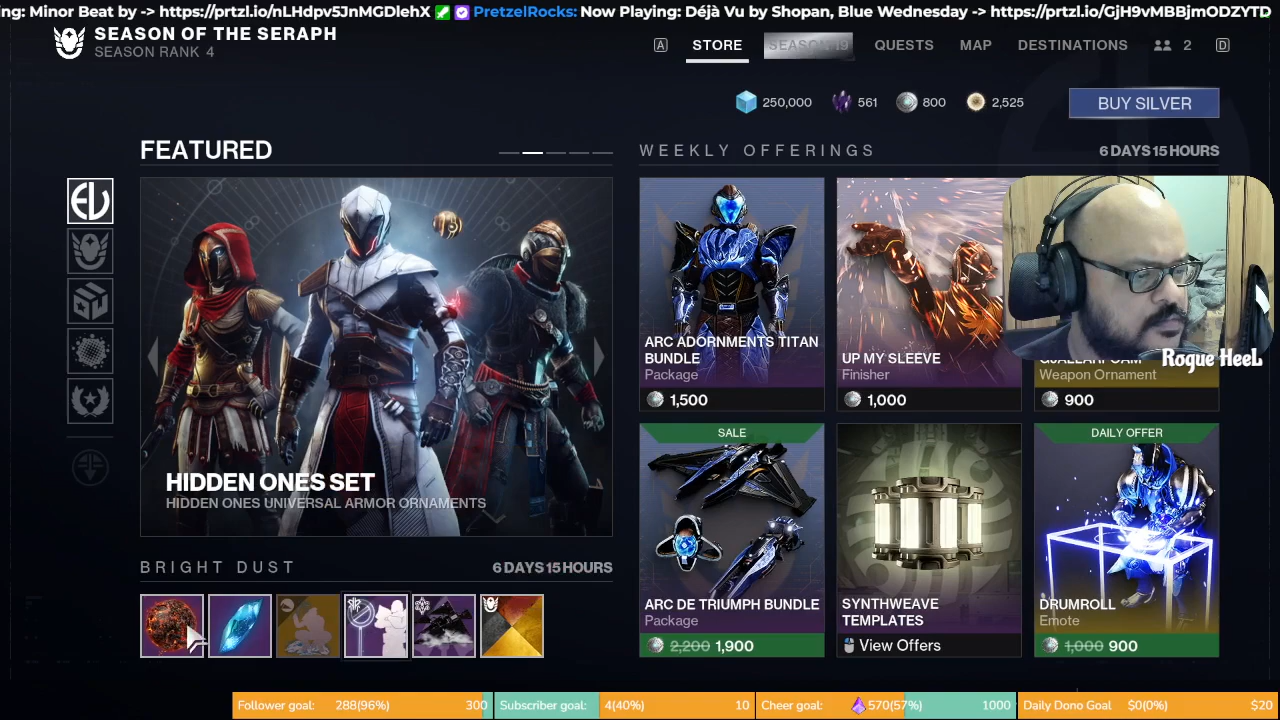 ng: Minor Beat by -> https://prtzl.io/nLHdpv5JnMGDlehX PretzelRocks: Now Playing: Déjà Vu by Shopan, Blue Wednesday -> https://prtzl.io/GjH9vl4BBjmODZYTD
SEASON OF THE SERAPH
SEASON RANK 4
A STORE SEASON 19 QUESTS MAP DESTINATIONS 2 D
250,000 561 800 2,525 BUY SILVER
FEATURED
WEEKLY OFFERINGS 6 DAYS 15 HOURS
HIDDEN ONES SET
HIDDEN ONES UNIVERSAL ARMOR ORNAMENTS
ARC ADORNMENTS TITAN
BUNDLE
Package
1,500
UP MY SLEEVE
Finisher
1,000
Rogue Heel
Weapon Ornament
900
SALE
ARC DE TRIUMPH BUNDLE
Package
2,200 1,900
SYNTHWEAVE
TEMPLATES
View Offers
DAILY OFFER
DRUMROLL
Emote
1,000 900
BRIGHT DUST 6 DAYS 15 HOURS
Follower goal: 288(96%) 300 Subscriber goal: 4(40%) 10 Cheer goal: 570(57%) 1000 Daily Dono Goal $0(0%) $20